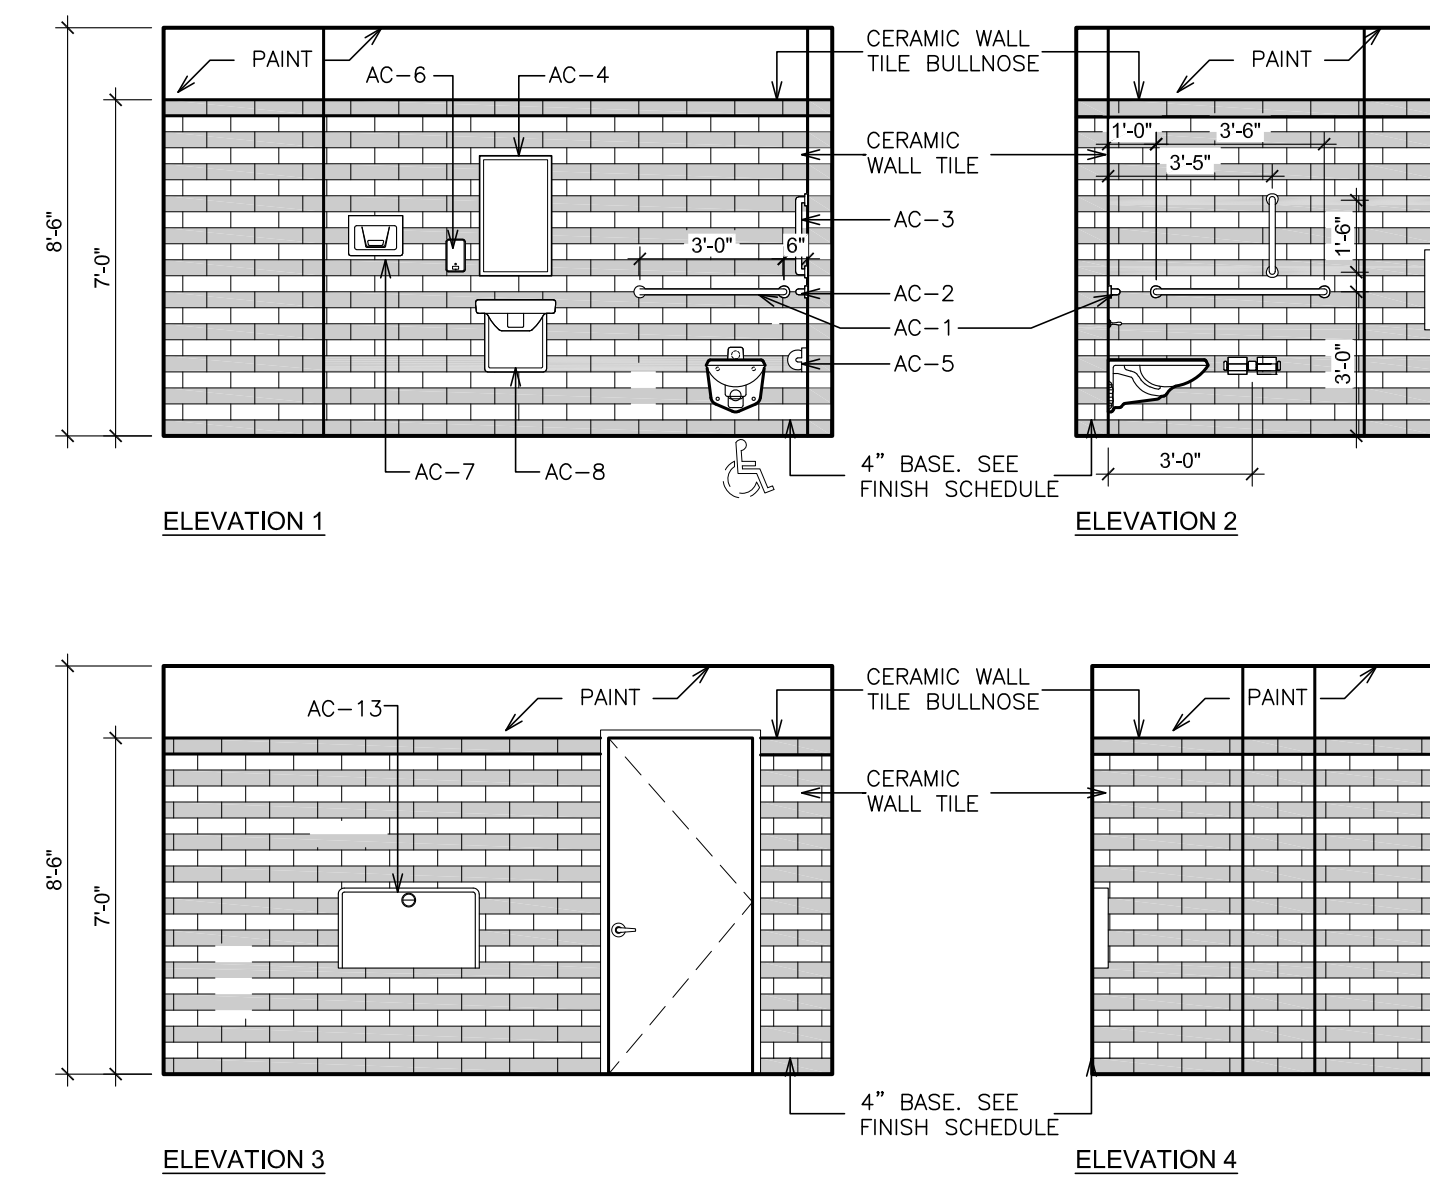 PAINT
AC-6
AC-4
CERAMIC WALL
TILE BULLNOSE
CERAMIC
WALL TILE
AC-3
3'-0"
6"
AC-2
AC-1
AC-5
8'-6"
7'-0"
AC-7
AC-8
4” BASE. SEE
FINISH SCHEDULE
ELEVATION 1
PAINT
1'-0"
3'-6"
3'-5"
1'-6"
3'-0"
3'-0"
ELEVATION 2
AC-13
PAINT
CERAMIC WALL
TILE BULLNOSE
CERAMIC
WALL TILE
8'-6"
7'-0"
4” BASE. SEE
FINISH SCHEDULE
ELEVATION 3
PAINT
ELEVATION 4